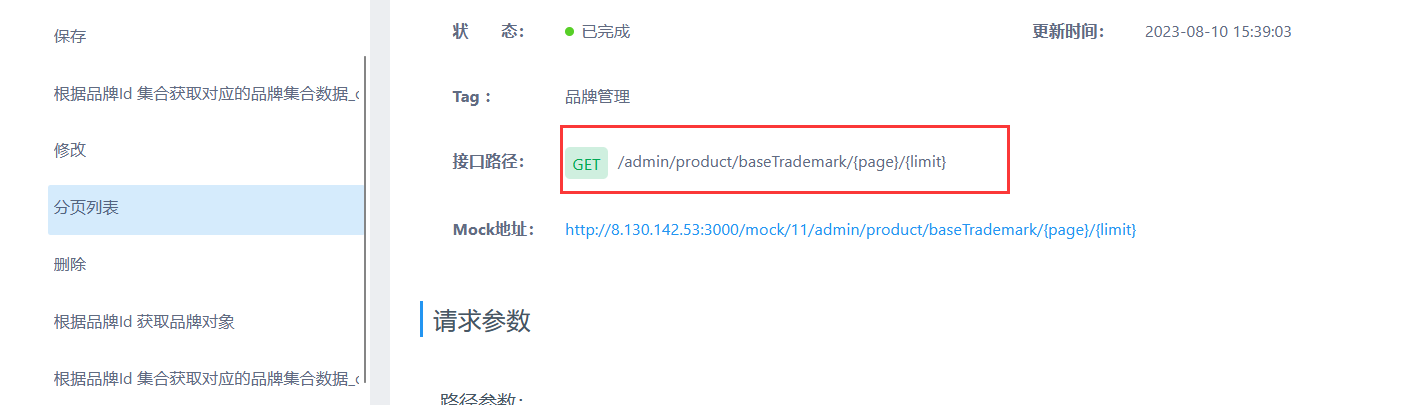 保存
根据品牌Id 集合获取对应的品牌集合数据_
修改
分页列表
删除
根据品牌Id 获取品牌对象
根据品牌Id 集合获取对应的品牌集合数据_
状 态： 已完成 更新时间： 2023-08-10 15:39:03
Tag： 品牌管理
接口路径： GET /admin/product/baseTrademark/{page}/{limit}
Mock地址： http://8.130.142.53:3000/mock/11/admin/product/baseTrademark/{page}/{limit}
请求参数
路径参数：